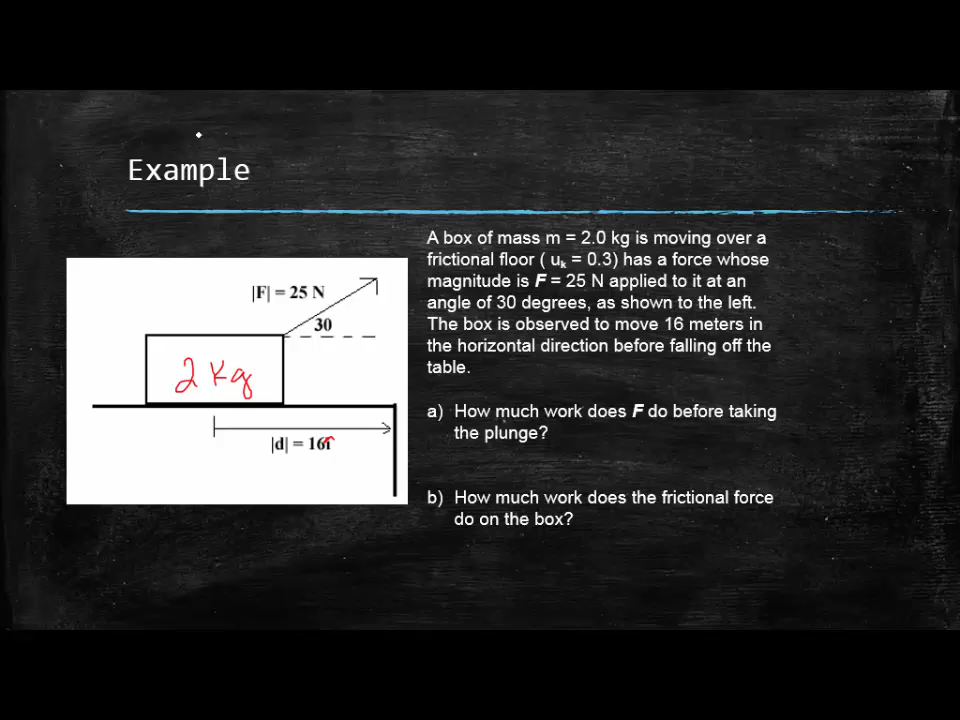 Example
A box of mass m = 2.0 kg is moving over a
frictional floor ( uk = 0.3) has a force whose
magnitude is F = 25 N applied to it at an
angle of 30 degrees, as shown to the left.
The box is observed to move 16 meters in
the horizontal direction before falling off the
table.
a) How much work does F do before taking
the plunge?
b) How much work does the frictional force
do on the box?
|F| = 25 N
30
2 kg
|d| = 16